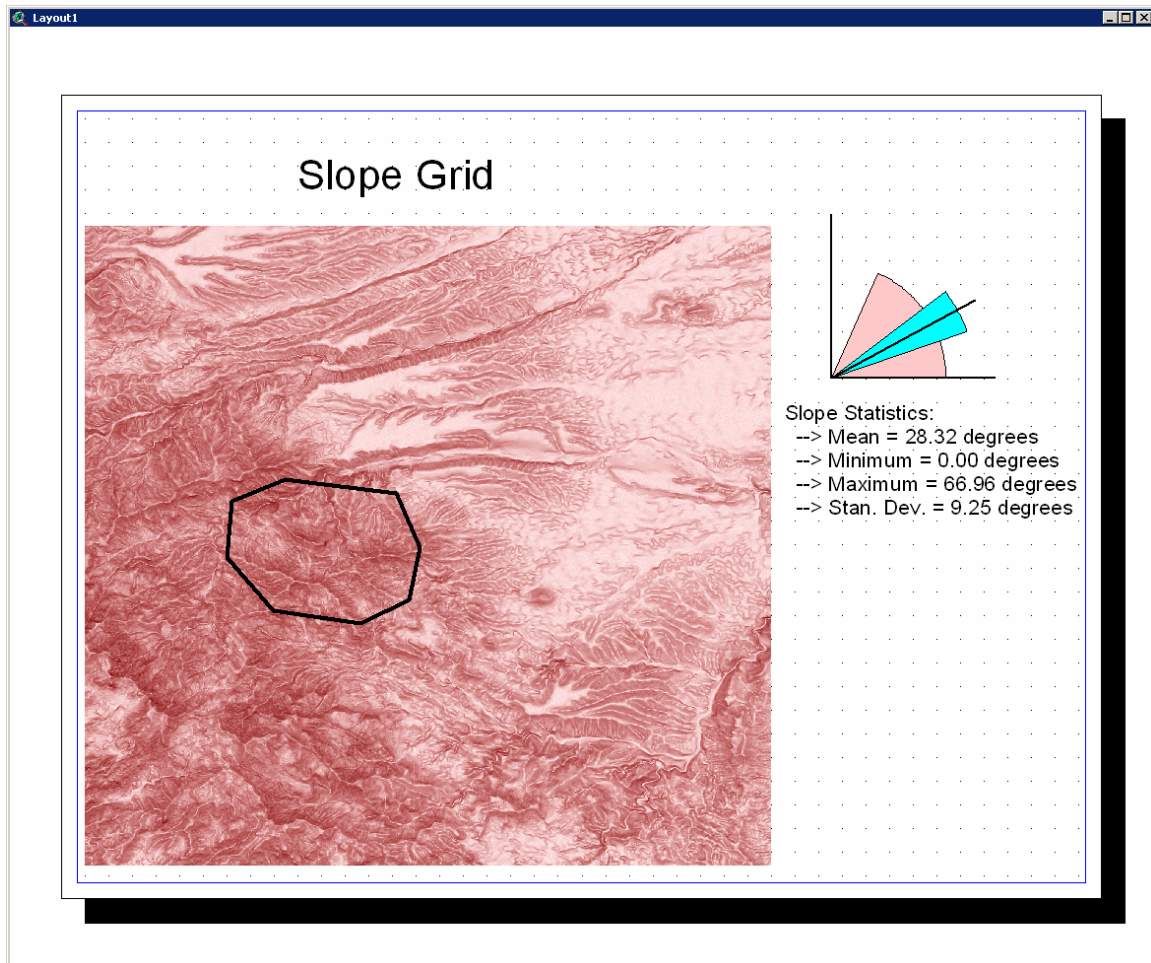 Layout1
Slope Grid
Slope Statistics:
--> Mean = 28.32 degrees
--> Minimum = 0.00 degrees
--> Maximum = 66.96 degrees
--> Stan. Dev. = 9.25 degrees